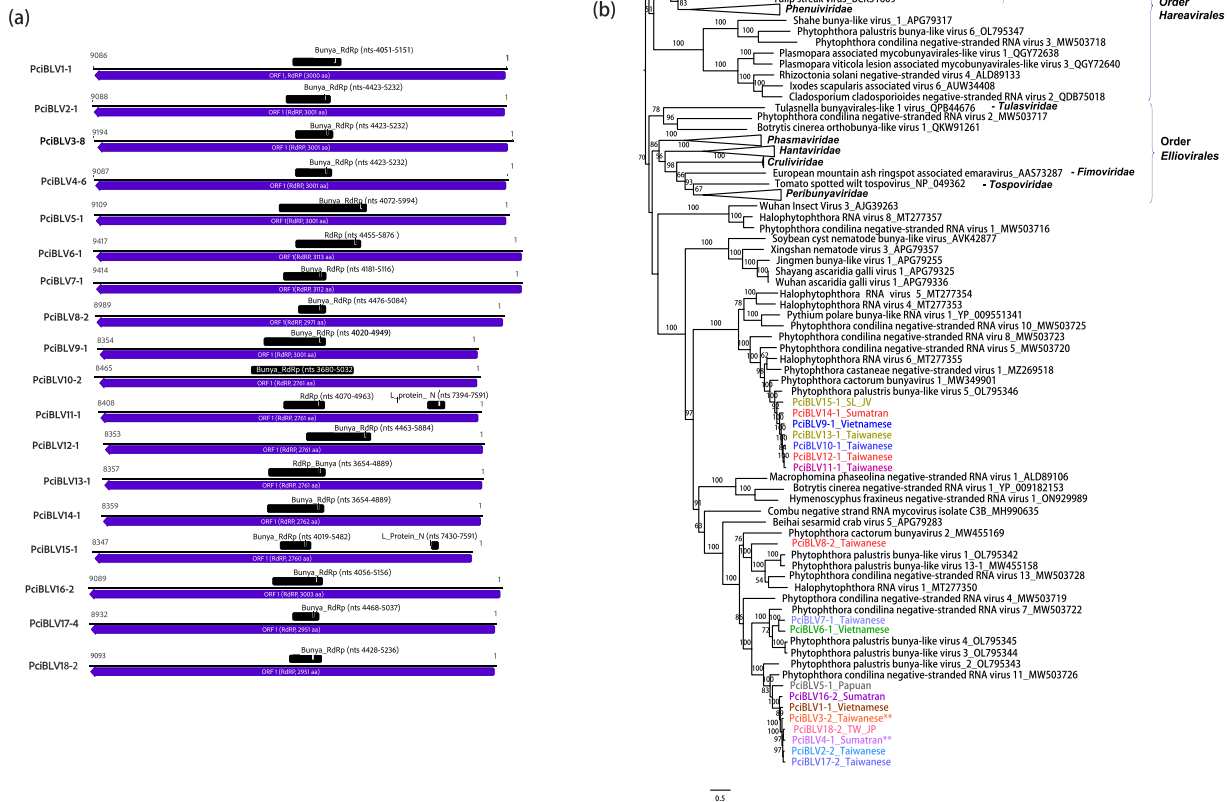 (a)
9086
Bunya_RdRp (nts-4051-5151)
1
PciBLV1-1
ORF 1, RdRP (3000 aa)
9088
Bunya_RdRp (nts-4423-5232)
1
PciBLV2-1
ORF 1(RdRP, 3001 aa)
9194
Bunya_RdRp (nts 4423-5232)
1
PciBLV3-8
ORF 1(RdRP, 3001 aa)
9087
Bunya_RdRp (nts 4423-5232)
1
PciBLV4-6
ORF 1(RdRP, 3001 aa)
9109
Bunya_RdRp (nts 4072-5994)
1
PciBLV5-1
ORF 1(RdRP, 3001 aa)
9417
RdRp (nts 4455-5876 )
1
PciBLV6-1
ORF 1(RdRP, 3113 aa)
9414
Bunya_RdRp (nts 4181-5116)
1
PciBLV7-1
ORF 1(RdRP, 3112 aa)
8989
Bunya_RdRp (nts 4476-5084)
1
PciBLV8-2
ORF 1(RdRP, 2971 aa)
8354
Bunya_RdRp (nts 4020-4949)
1
PciBLV9-1
ORF 1 (RdRP, 3001 aa)
8465
Bunya_RdRp (nts 3680-5032
1
PciBLV10-2
ORF 1(RdRP, 2761 aa)
8408
RdRp (nts 4070-4963)
L_protein_ N (nts 7394-7591)
1
PciBLV11-1
ORF 1(RdRP, 2761 aa)
8353
Bunya_RdRp (nts 4463-5884)
1
PciBLV12-1
ORF 1 (RdRP, 2761 aa)
8357
RdRp_Bunya (nts 3654-4889)
1
PciBLV13-1
ORF 1(RdRP, 2761 aa)
8359
Bunya_RdRp (nts 3654-4889)
1
PciBLV14-1
ORF 1(RdRP, 2762 aa)
8347
Bunya_RdRp (nts 4019-5482)
L_Protein_N (nts 7430-7591)
1
PciBLV15-1
ORF 1 (RdRP, 2760 aa)
9089
Bunya_RdRp (nts 4056-5156)
1
PciBLV16-2
ORF 1(RdRP, 3003 aa)
8932
Bunya_RdRp (nts 4468-5037)
1
PciBLV17-4
ORF 1(RdRP, 2951 aa)
9093
Bunya_RdRp (nts 4428-5236)
1
PciBLV18-2
ORF 1 (RdRP, 2951 aa)
(b)
Order
Hareavirales
83
Phenuiviridae
51
Shahe bunya-like virus_1_APG79317
Phytophthora palustris bunya-like virus 6_OL795347
Phytophthora condilina negative-stranded RNA virus 3_MW503718
Plasmopara associated mycobunyavirales-like virus 1_QGY72638
Plasmopara viticola lesion associated mycobunyavirales-like virus 3_QGY72640
Rhizoctonia solani negative-stranded virus 4_ALD89133
Ixodes scapularis associated virus 6_AUW34408
Cladosporium cladosporioides negative-stranded RNA virus 2_QDB75018
Tulasnella bunyavirales-like 1 virus_QPB44676 - Tulasviridae
Phytophthora condilina negative-stranded RNA virus 2_MW503717
Botrytis cinerea orthobunya-like virus 1_QKW91261
Phasmaviridae
Hantaviridae
Cruliviridae
European mountain ash ringspot associated emaravirus_AAS73287 - Fimoviridae
Tomato spotted wilt tospovirus_NP_049362 - Tospoviridae
Peribunyaviridae
Order
Elliovirales
Wuhan Insect Virus 3_AJG39263
Halophytophthora RNA virus 8_MT277357
Phytophthora condilina negative-stranded RNA virus 1_MW503716
Soybean cyst nematode bunya-like virus_AVK42877
Xinqshan nematode virus 3_APG79357
Jingmen bunya-like virus 1_APG79255
Shayang ascaridia galli virus 1_APG79325
Wuhan ascaridia galli virus 1_APG79336
Halophytophthora RNA virus 5_MT277354
Halophytophthora RNA virus 4_MT277353
Pythium polare bunya-like RNA virus 1_YP_009551341
Phytophthora condilina negative-stranded RNA virus 10_MW503725
Phytophthora condilina negative-stranded RNA viru 8_MW503723
Phytophthora condilina negative-stranded RNA virus 5_MW503720
Halophytophthora RNA virus 6_MT277355
Phytophthora castaneae negative-stranded RNA virus 1_MZ269518
Phytophthora cactorum bunyavirus 1_MW349901
Phytophthora palustris bunya-like RNA virus 5_OL795346
PciBLV15-1_SL_JV
PciBLV14-1_Sumatran
PciBLV9-1_Vietnamese
PciBLV13-1_Taiwanese
PciBLV10-1_Taiwanese
PciBLV12-1_Taiwanese
PciBLV11-1_Taiwanese
Macrophomina phaseolina negative-stranded RNA virus 1_ALD89106
Botrytis cinerea negative-stranded RNA virus 1_YP_009182153
Hymenoscyphus fraxineus negative-stranded RNA virus 1_ON929989
Combu negative strand RNA mycovirus isolate C3B_MH990635
Beihai sesarmid crab virus 5_APG79283
Phytophthora cactorum bunyavirus 2_MW455169
PciBLV8-2_Taiwanese
Phytophthora palustris bunya-like virus 1_OL795342
Phytophthora palustris bunya-like virus 13-1_MW455158
Phytophthora condilina negative-stranded RNA virus 13_MW503728
Halophytophthora RNA virus 1_MT277350
Phytopthora condilina negative-stranded RNA virus 4_MW503719
Phytophthora condilina negative-stranded RNA virus 7_MW503722
PciBLV7-1_Taiwanese
PciBLV6-1_Vietnamese
Phytophthora palustris bunya-like virus 4_OL795345
Phytophthora palustris bunya-like virus 3_OL795344
Phytophthora palustris bunya-like virus_2_OL795343
Phytophthora condilina negative-stranded RNA virus 11_MW503726
PciBLV5-1_Papuan
PciBLV16-2_Sumatran
PciBLV1-1_Vietnamese
PciBLV3-2_Taiwanese**
PciBLV18-2_TW_JP
PciBLV4-1_Sumatran**
PciBLV2-2_Taiwanese
PciBLV17-2_Taiwanese
0.5